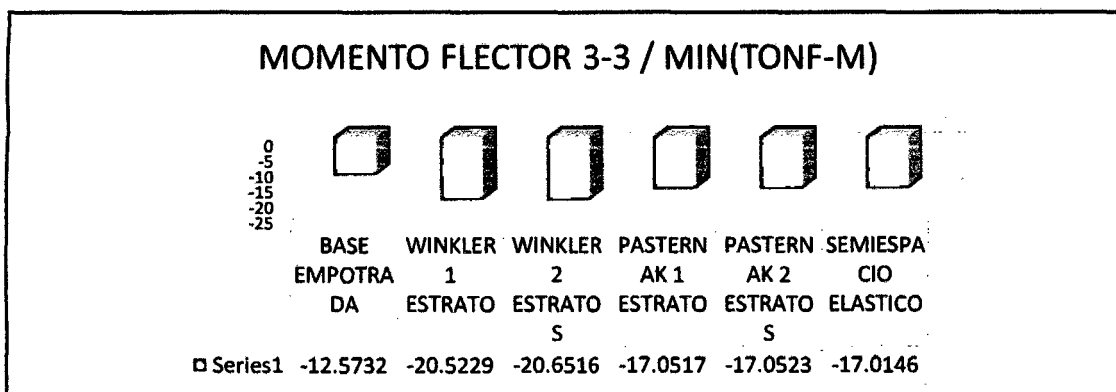 MOMENTO FLECTOR 3-3 / MIN(TONF-M)
0
-5
-10
-15
-20
-25
BASE WINKLER WINKLER PASTERN PASTERN SEMIESPA
EMPOTRA 1 2 AK 1 AK 2 CIO
DA ESTRATO ESTRATO ESTRATO ESTRATO ELASTICO
S S
Series1 -12.5732 -20.5229 -20.6516 -17.0517 -17.0523 -17.0146